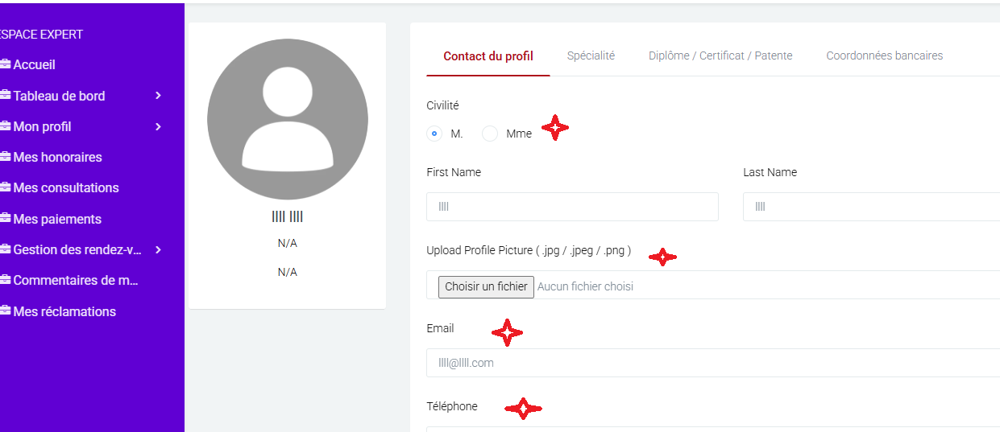 ESPACE EXPERT
Accueil
Tableau de bord
Mon profil
Mes honoraires
Mes consultations
Mes paiements
Gestion des rendez-v...
Commentaires de m...
Mes réclamations
llll llll
N/A
N/A
Contact du profil Spécialité Diplôme / Certificat / Patente Coordonnées bancaires
Civilité
M. Mme
First Name Last Name
llll llll
Upload Profile Picture ( .jpg / .jpeg / .png )
Choisir un fichier Aucun fichier choisi
Email
llll@llll.com
Téléphone